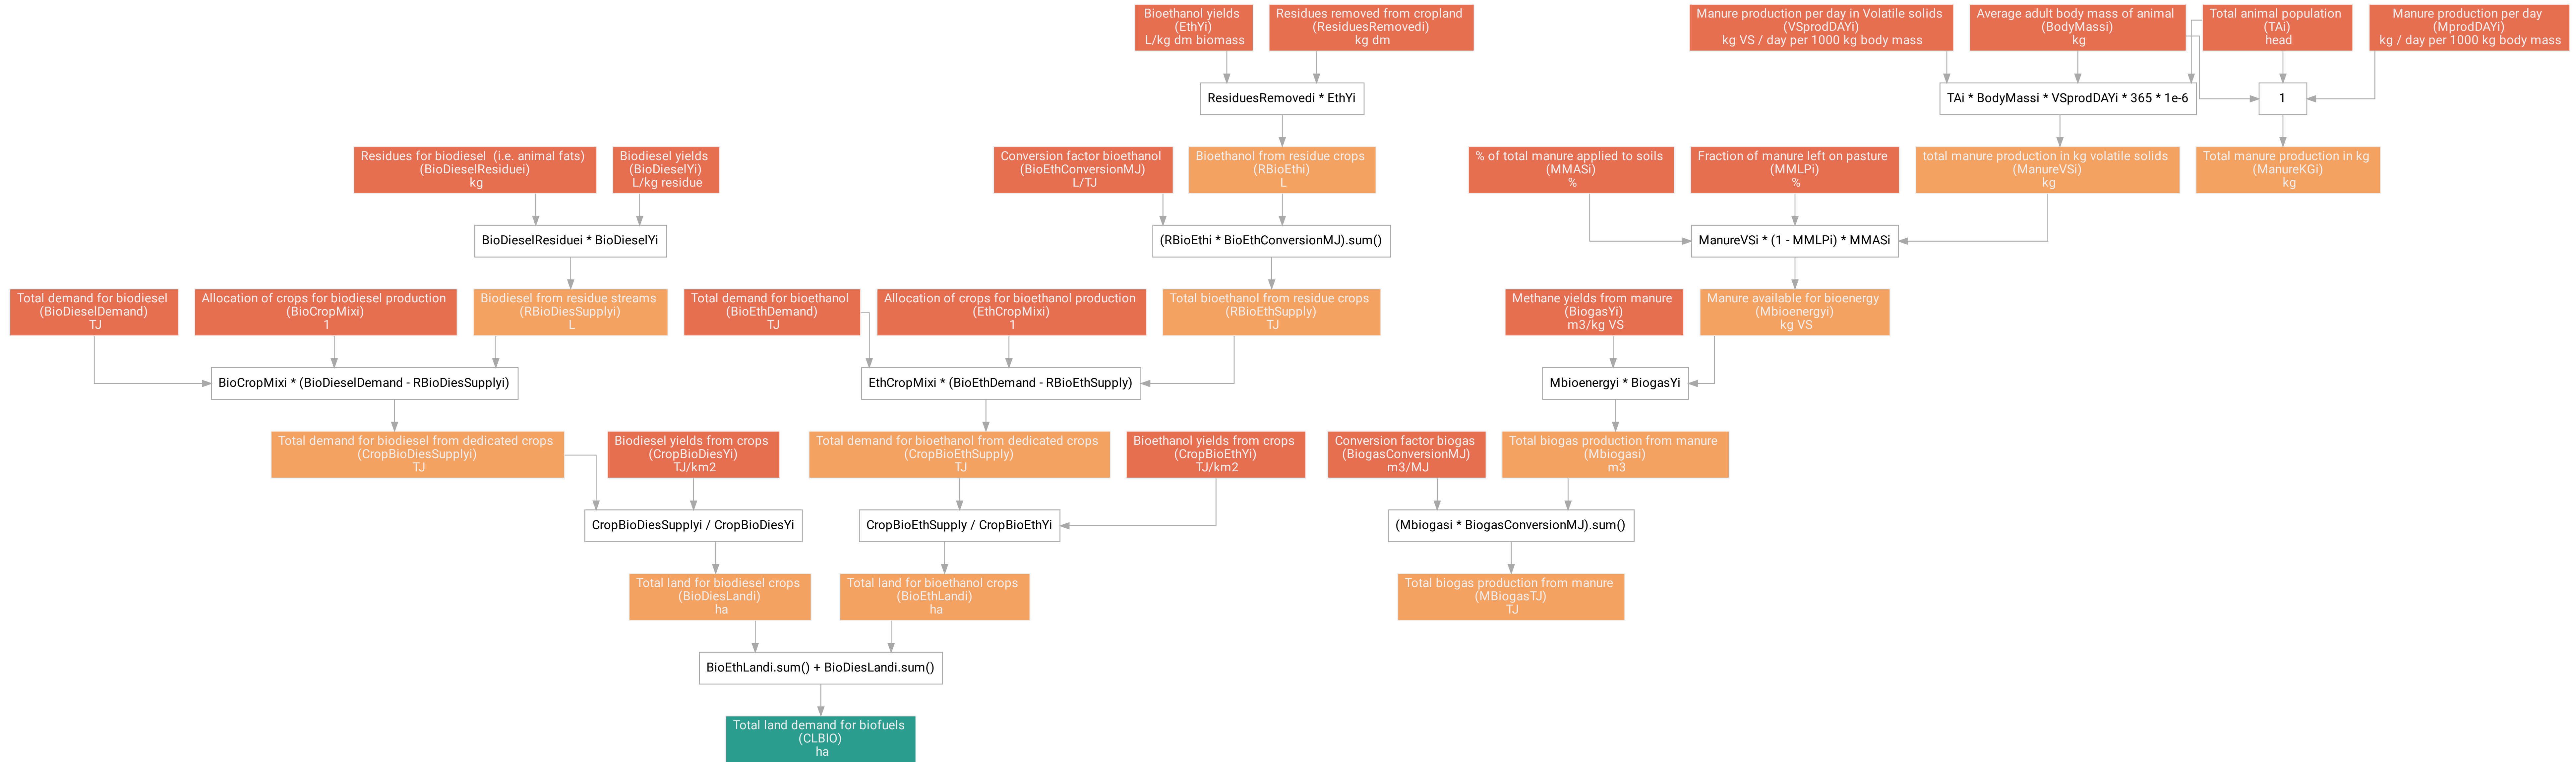 Bioethanol yields
(EthYi)
L/kg dm biomass
Residues removed from cropland
(ResiduesRemovedi)
kg dm
Manure production per day in Volatile solids
(VSprodDAYi)
kg VS / day per 1000 kg body mass
Average adult body mass of animal
(BodyMassi)
kg
Total animal population
(TAi)
head
Manure production per day
(MprodDAYi)
kg / day per 1000 kg body mass
ResiduesRemovedi * EthYi
TAi * BodyMassi * VSprodDAYi * 365 * 1e-6
1
Residues for biodiesel (i.e. animal fats)
(BioDieselResiduei)
kg
Biodiesel yields
(BioDieselYi)
L/kg residue
Conversion factor bioethanol
(BioEthConversionMJ)
L/TJ
Bioethanol from residue crops
(RBioEthi)
L
% of total manure applied to soils
(MMASi)
%
Fraction of manure left on pasture
(MMLPi)
%
total manure production in kg volatile solids
(ManureVSi)
kg
Total manure production in kg
(ManureKGi)
kg
BioDieselResiduei * BioDieselYi
(RBioEthi * BioEthConversionMJ).sum()
ManureVSi * (1 - MMLPi) * MMASi
Total demand for biodiesel
(BioDieselDemand)
TJ
Allocation of crops for biodiesel production
(BioCropMixi)
1
Biodiesel from residue streams
(RBioDiesSupplyi)
L
Total demand for bioethanol
(BioEthDemand)
TJ
Allocation of crops for bioethanol production
(EthCropMixi)
1
Total bioethanol from residue crops
(RBioEthSupply)
TJ
Methane yields from manure
(BiogasYi)
m3/kg VS
Manure available for bioenergy
(Mbioenergyi)
kg VS
BioCropMixi * (BioDieselDemand - RBioDiesSupplyi)
EthCropMixi * (BioEthDemand - RBioEthSupply)
Mbioenergyi * BiogasYi
Total demand for biodiesel from dedicated crops
(CropBioDiesSupplyi)
TJ
Biodiesel yields from crops
(CropBioDiesYi)
TJ/km2
Total demand for bioethanol from dedicated crops
(CropBioEthSupply)
TJ
Bioethanol yields from crops
(CropBioEthYi)
TJ/km2
Conversion factor biogas
(BiogasConversionMJ)
m3/MJ
Total biogas production from manure
(Mbiogasi)
m3
CropBioDiesSupplyi / CropBioDiesYi
CropBioEthSupply / CropBioEthYi
(Mbiogasi * BiogasConversionMJ).sum()
Total land for biodiesel crops
(BioDiesLandi)
ha
Total land for bioethanol crops
(BioEthLandi)
ha
Total biogas production from manure
(MBiogasTJ)
TJ
BioEthLandi.sum() + BioDiesLandi.sum()
Total land demand for biofuels
(CLBIO)
ha